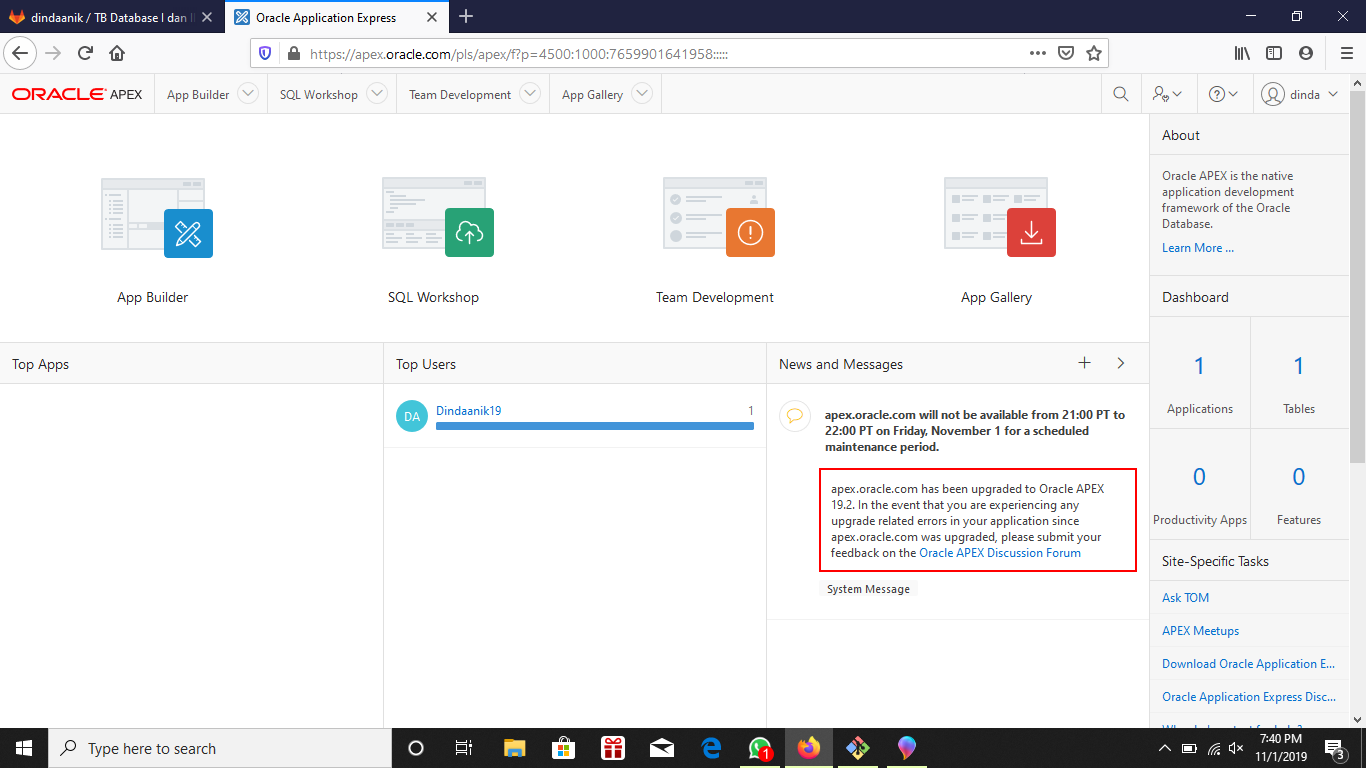 dindaanik / TB Database I dan I
Oracle Application Express
https://apex.oracle.com/pls/apex/f?p=4500:1000:7659901641958:::::
ORACLE APEX
App Builder
SQL Workshop
Team Development
App Gallery
dinda
App Builder
SQL Workshop
Team Development
App Gallery
Top Apps
Top Users
DA
Dindaanik19
1
News and Messages
apex.oracle.com will not be available from 21:00 PT to
22:00 PT on Friday, November 1 for a scheduled
maintenance period.
apex.oracle.com has been upgraded to Oracle APEX
19.2. In the event that you are experiencing any
upgrade related errors in your application since
apex.oracle.com was upgraded, please submit your
feedback on the Oracle APEX Discussion Forum
System Message
About
Oracle APEX is the native
application development
framework of the Oracle
Database.
Learn More ...
Dashboard
1
Applications
1
Tables
0
Productivity Apps
0
Features
Site-Specific Tasks
Ask TOM
APEX Meetups
Download Oracle Application E...
Oracle Application Express Disc...
Type here to search
1
7:40 PM
11/1/2019
3